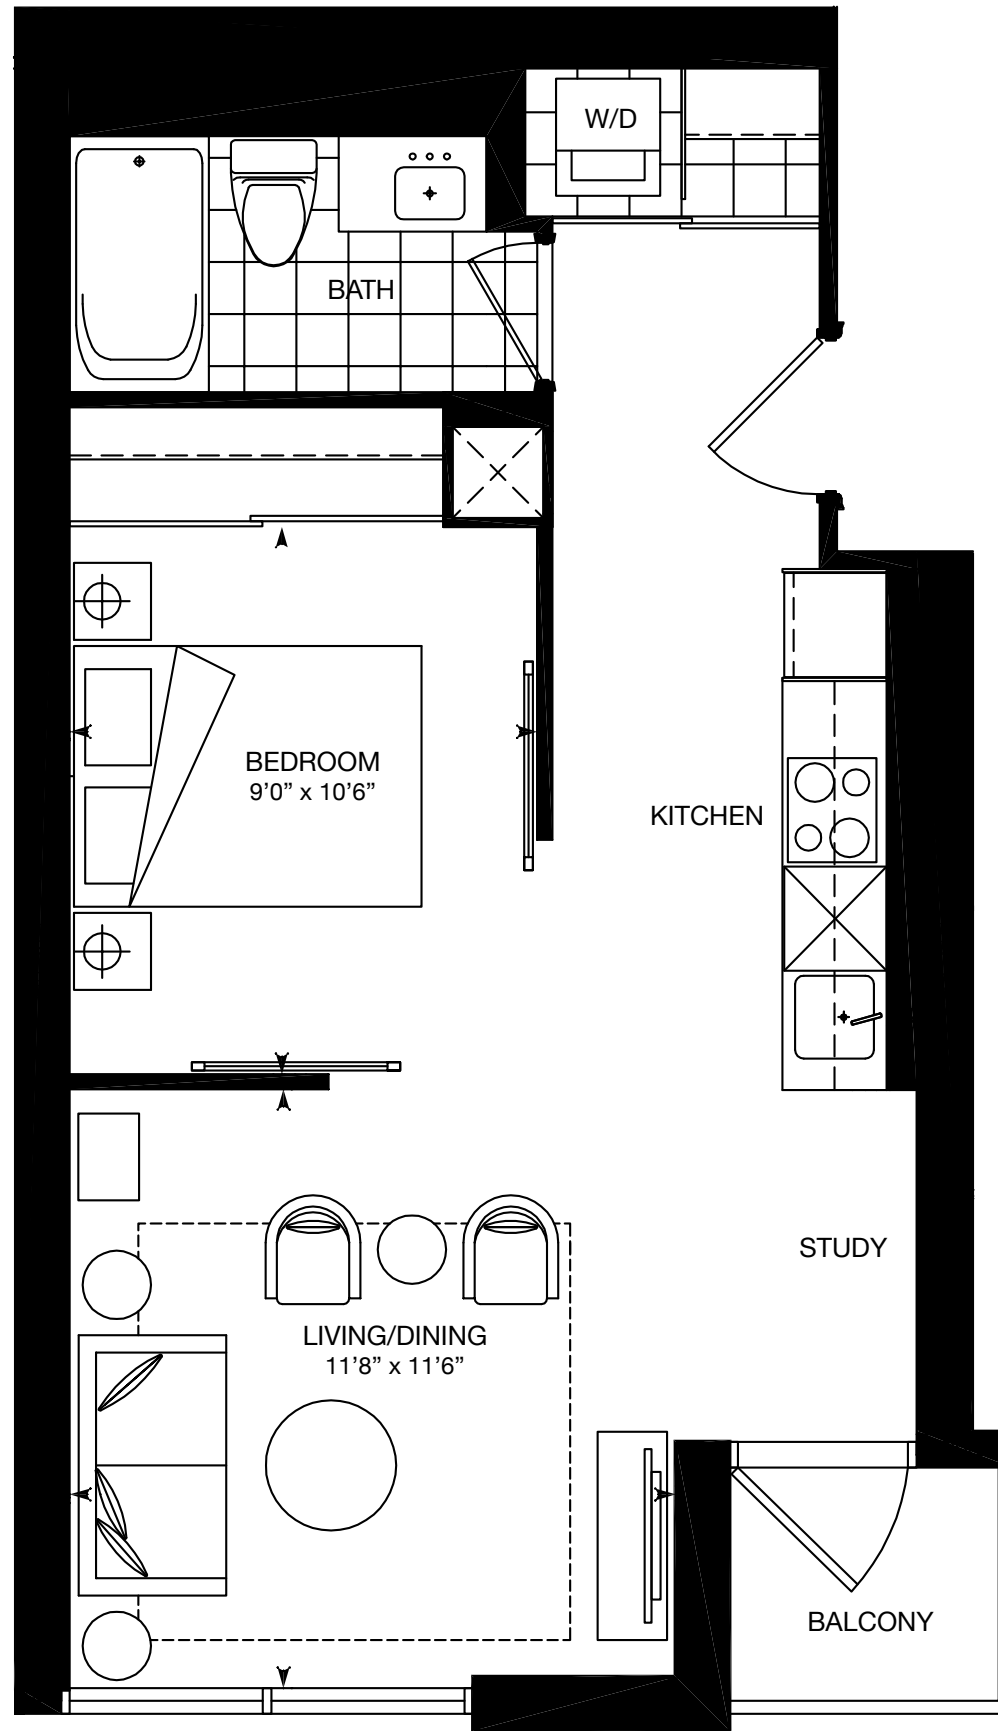 W/D
BATH
BEDROOM
9’0” x 10’6”
KITCHEN
STUDY
LIVING/DINING
11’8” x 11’6”
BALCONY